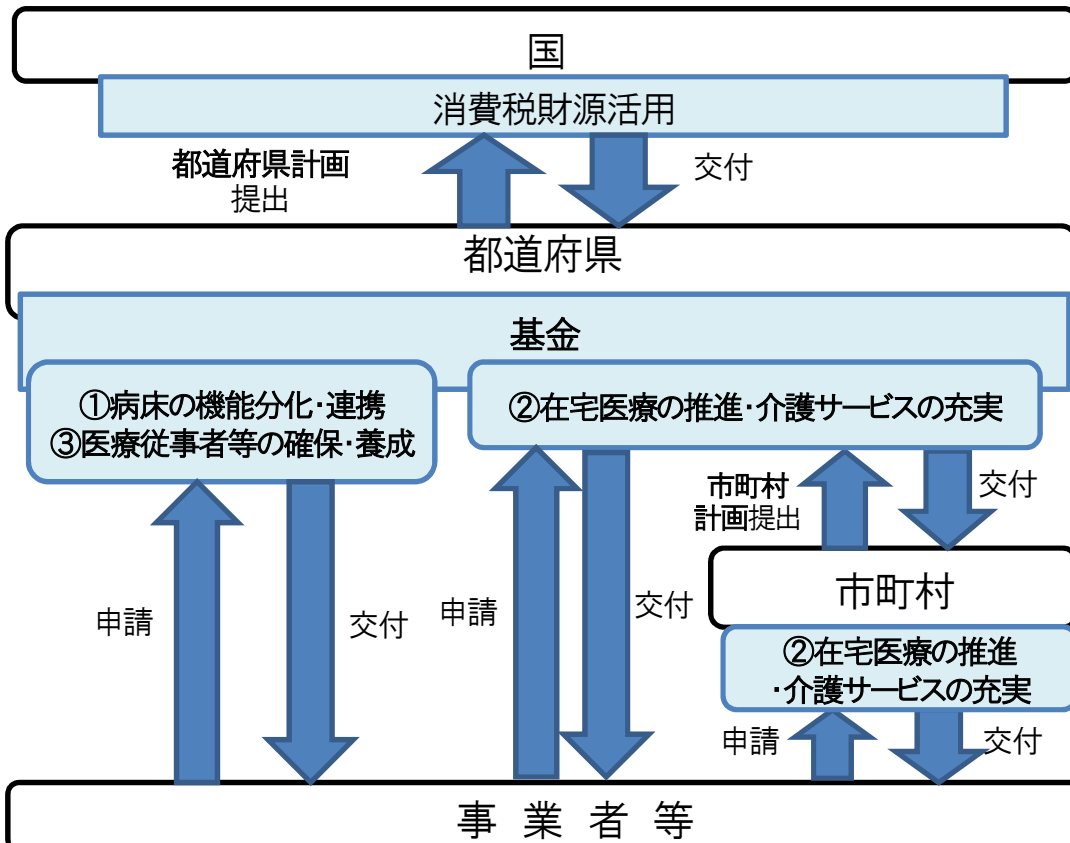 国
消費税財源活用
都道府県計画
提出
交付
都道府県
基金
①病床の機能分化・連携
③医療従事者等の確保・養成
②在宅医療の推進・介護サービスの充実
市町村
計画提出
交付
市町村
申請
交付
申請
交付
②在宅医療の推進
・介護サービスの充実
申請
交付
事業者等